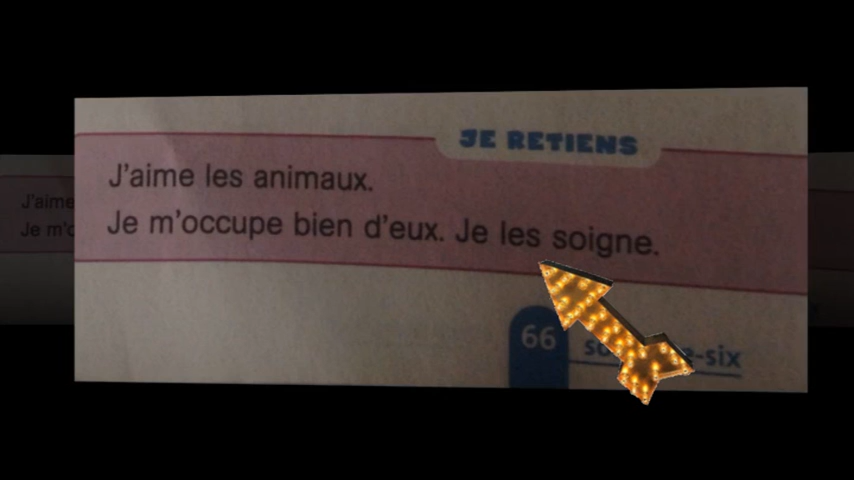 JE RETIENS
J'aime les animaux.
Je m'occupe bien d'eux. Je les soigne.
66